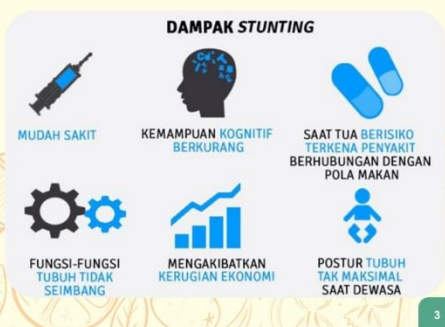 DAMPAK STUNTING
MUDAH SAKIT
KEMAMPUAN KOGNITIF
BERKURANG
SAAT TUA BERISIKO
TERKENA PENYAKIT
BERHUBUNGAN DENGAN
POLA MAKAN
FUNGSI-FUNGSI
TUBUH TIDAK
SEIMBANG
MENGAKIBATKAN
KERUGIAN EKONOMI
POSTUR TUBUH
TAK MAKSIMAL
SAAT DEWASA
3